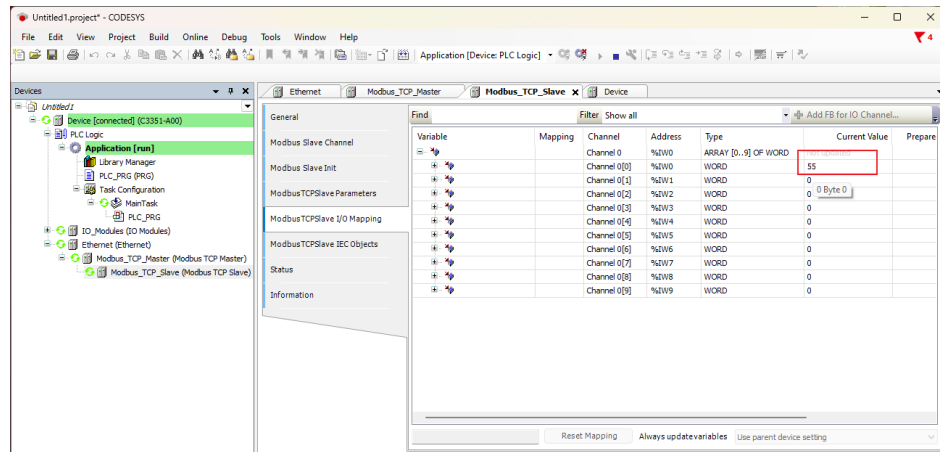 Untitled1.project* - CODESYS
File Edit View Project Build Online Debug Tools Window Help
4
Application [Device: PLC Logic]
Devices
Ethernet Modbus_TCP_Master Modbus_TCP_Slave Device
Untitled1
Device [connected] (C3351-A00)
PLC Logic
Application [run]
Library Manager
PLC_PRG (PRG)
Task Configuration
MainTask
PLC_PRG
IO_Modules (IO Modules)
Ethernet (Ethernet)
Modbus_TCP_Master (Modbus TCP Master)
Modbus_TCP_Slave (Modbus TCP Slave)
General
Modbus Slave Channel
Modbus Slave Init
ModbusTCPSlave Parameters
ModbusTCPSlave I/O Mapping
ModbusTCPSlave IEC Objects
Status
Information
Find Filter Show all Add FB for IO Channel...
Variable Mapping Channel Address Type Current Value Prepare
Channel 0 %IW0 ARRAY [0..9] OF WORD
Channel 0[0] %IW0 WORD 55
Channel 0[1] %IW1 WORD 0
Channel 0[2] %IW2 WORD 0
0 Byte 0
Channel 0[3] %IW3 WORD 0
Channel 0[4] %IW4 WORD 0
Channel 0[5] %IW5 WORD 0
Channel 0[6] %IW6 WORD 0
Channel 0[7] %IW7 WORD 0
Channel 0[8] %IW8 WORD 0
Channel 0[9] %IW9 WORD 0
Reset Mapping Always update variables Use parent device setting